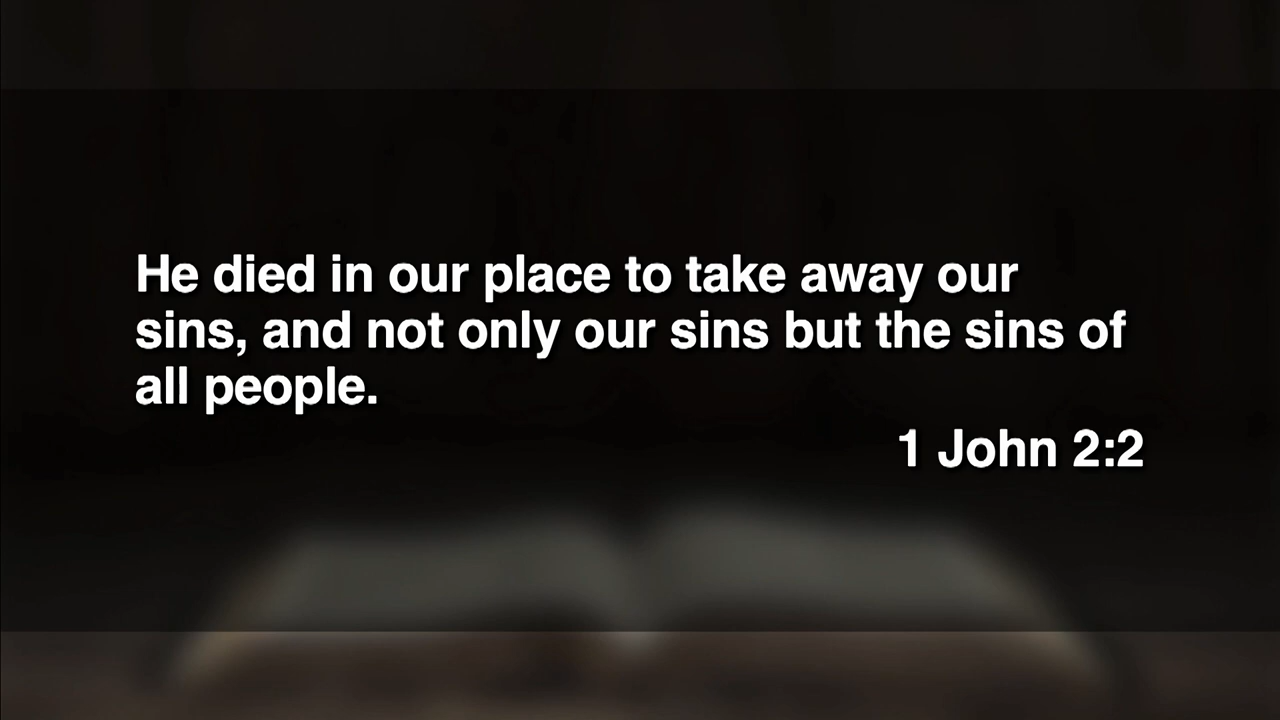 He died in our place to take away our
sins, and not only our sins but the sins of
all people.
1 John 2:2